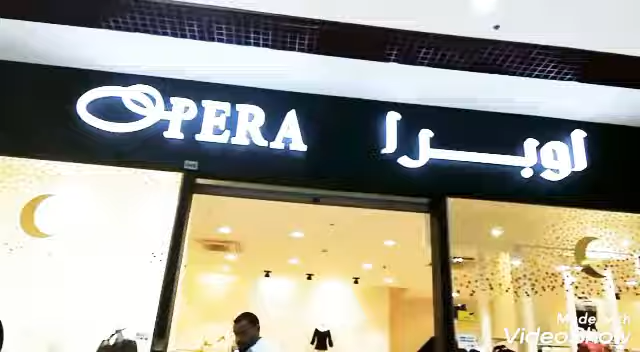 OPERA
اوبرا
Made with
VideoShow